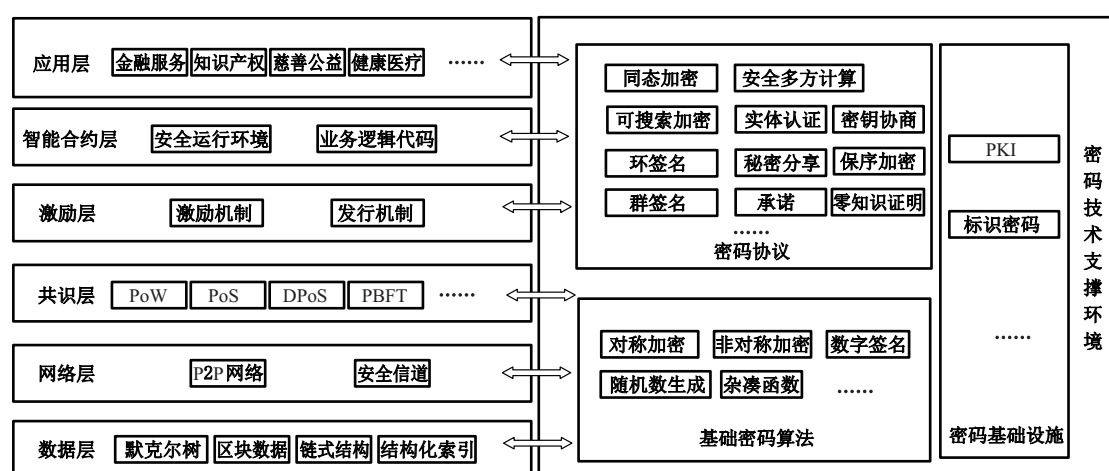 应用层 金融服务 知识产权 慈善公益 健康医疗 ……
智能合约层 安全运行环境 业务逻辑代码
激励层 激励机制 发行机制
共识层 PoW PoS DPoS PBFT ……
网络层 P2P网络 安全信道
数据层 默克尔树 区块数据 链式结构 结构化索引
同态加密 安全多方计算
可搜索加密 实体认证 密钥协商
环签名 秘密分享 保序加密
群签名 承诺 零知识证明
……
密码协议
对称加密 非对称加密 数字签名
随机数生成 杂凑函数 ……
基础密码算法
PKI
标识密码
……
密码基础设施
密码技术支撑环境